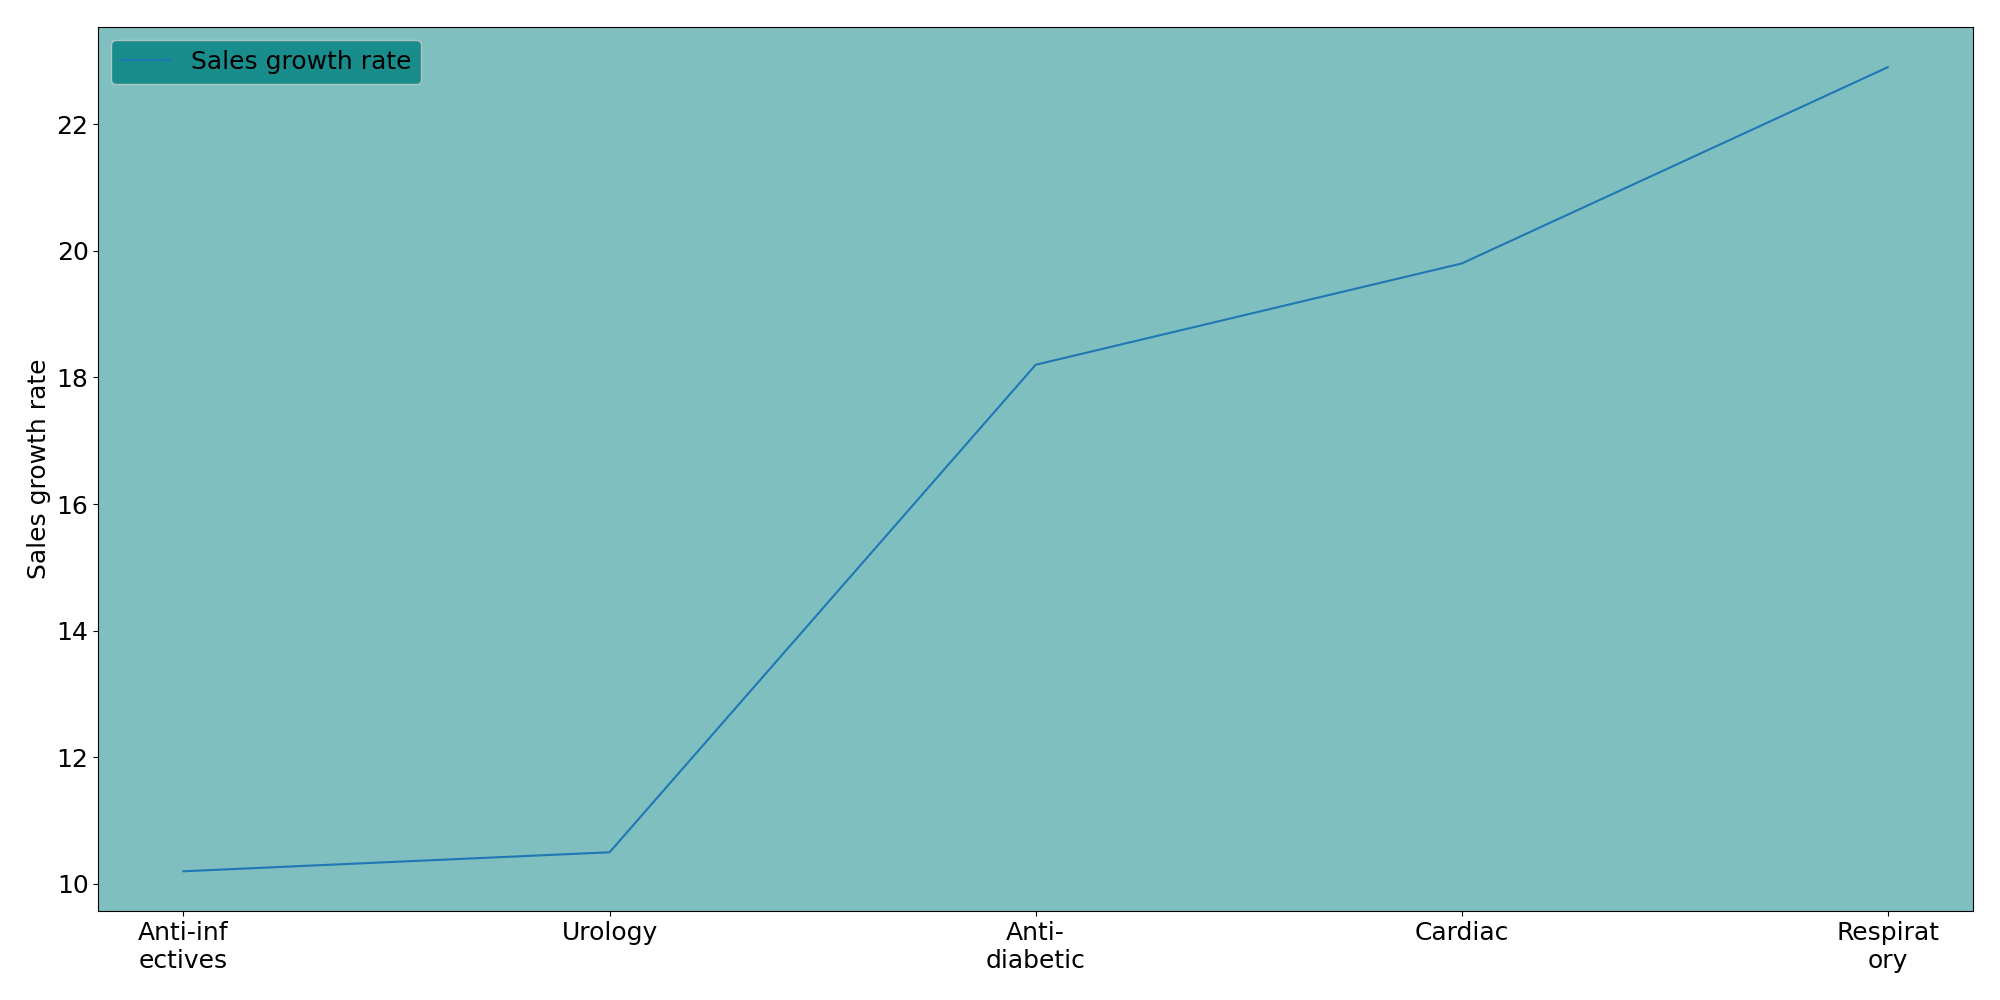 Sales growth rate
22
20
18
16
14
12
10
Sales growth rate
Anti-inf
ectives
Urology
Anti-
diabetic
Cardiac
Respirat
ory